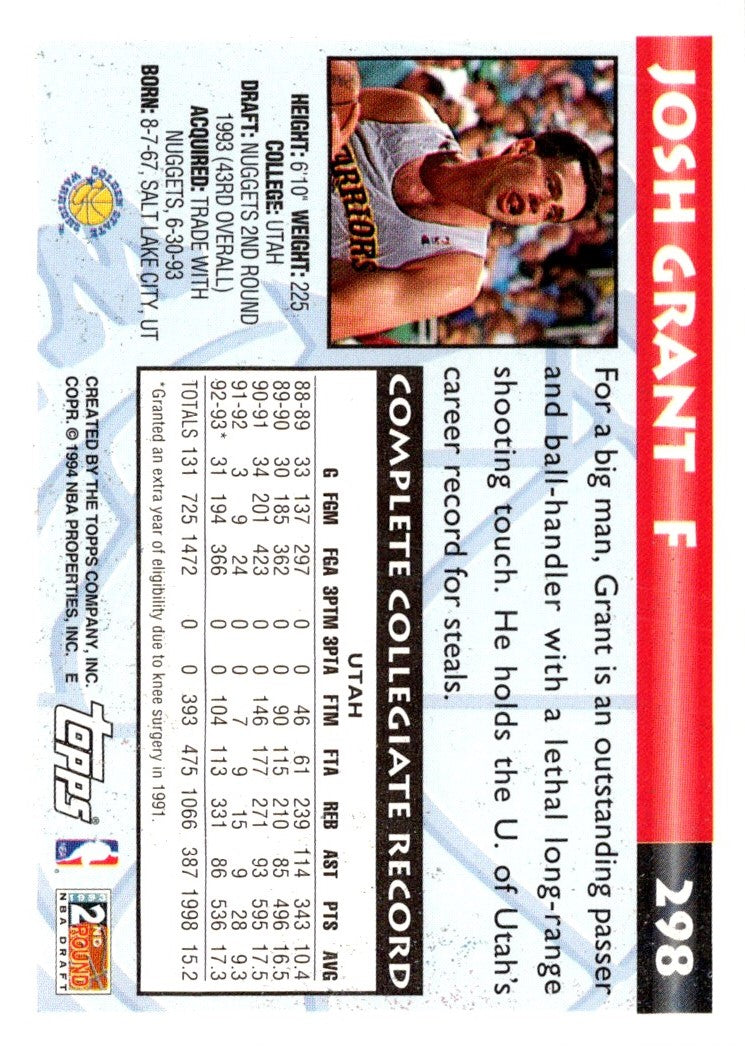 JOSH GRANT F 298
WARRIORS
For a big man, Grant is an outstanding passer
and ball-handler with a lethal long-range
shooting touch. He holds the U. of Utah's
career record for steals.
HEIGHT: 6'10" WEIGHT: 225
COLLEGE: UTAH
DRAFT: NUGGETS 2ND ROUND
1993 (43RD OVERALL)
ACQUIRED: TRADE WITH
NUGGETS, 6-30-93
BORN: 8-7-67, SALT LAKE CITY, UT
GOLDEN STATE
WARRIORS
COMPLETE COLLEGIATE RECORD
UTAH
G FGM FGA 3PTM 3PTA FTM FTA REB AST PTS AVG
88-89 33 137 297 0 0 46 61 239 114 343 10.4
89-90 30 185 362 0 0 90 115 210 85 496 16.5
90-91 34 201 423 0 0 146 177 271 93 595 17.5
91-92 3 9 24 0 0 7 9 15 9 28 9.3
92-93* 31 194 366 0 0 104 113 331 86 536 17.3
TOTALS 131 725 1472 0 0 393 475 1066 387 1998 15.2
*Granted an extra year of eligibility due to knee surgery in 1991.
CREATED BY THE TOPPS COMPANY, INC.
COPR. © 1994 NBA PROPERTIES, INC. E
topps®
2ND
ROUND
NBA DRAFT